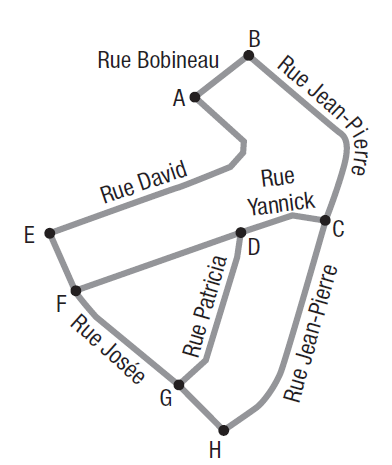 B
Rue Bobineau
Rue Jean-Pierre
A
Rue David
Rue
Yannick
E
C
D
F
Rue Patricia
Rue Jean-Pierre
Rue Josée
G
H